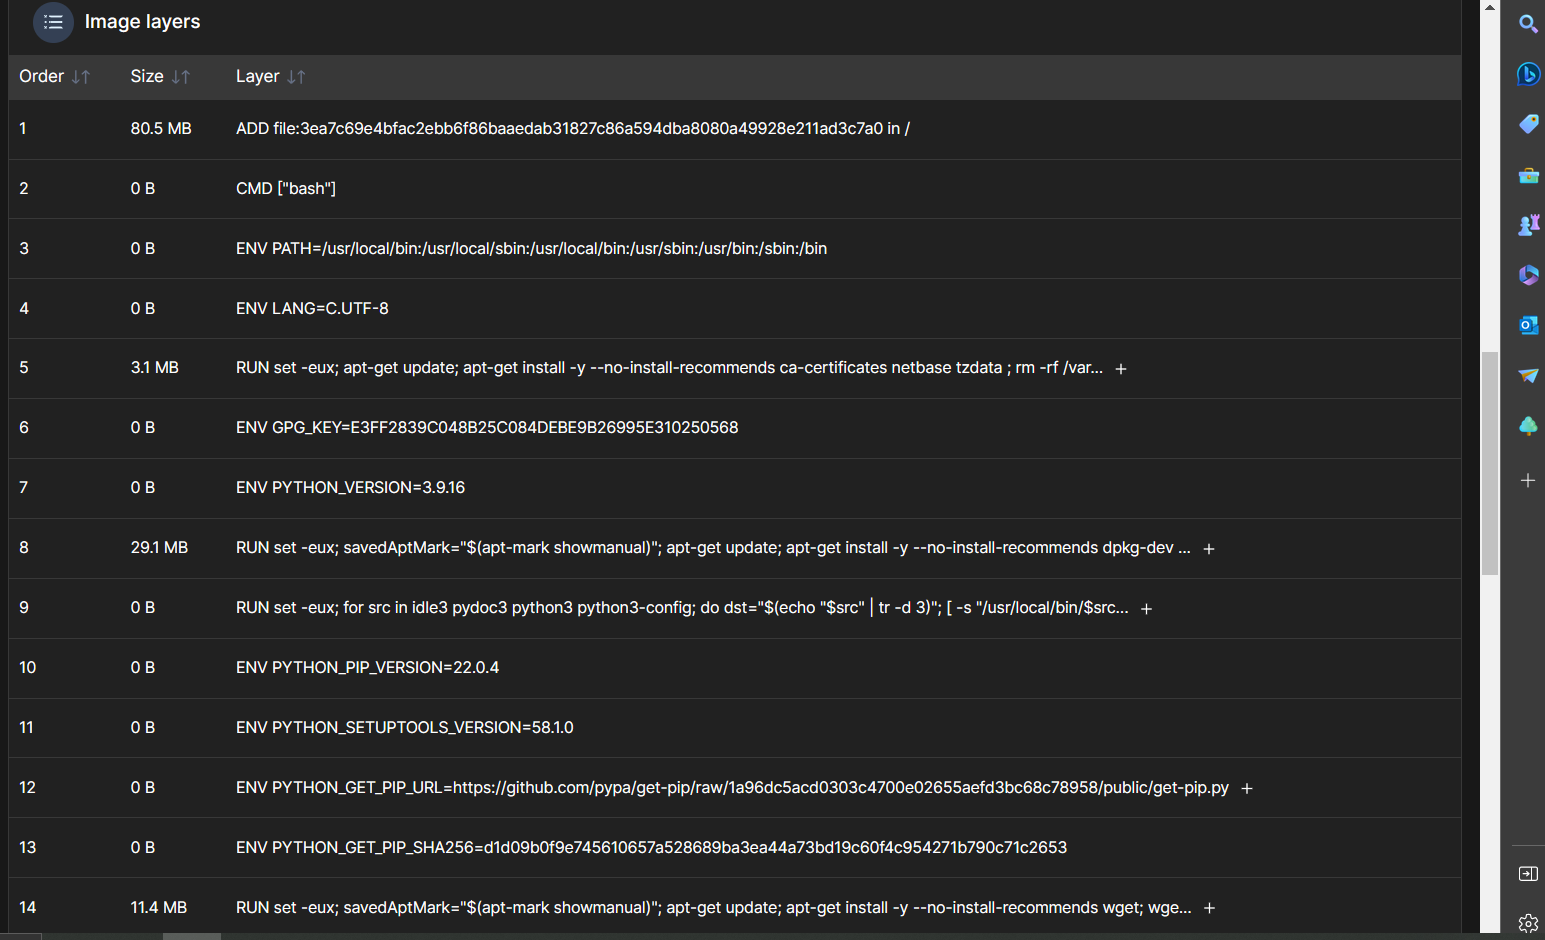 Image layers
Order Size Layer
1 80.5 MB ADD file:3ea7c69e4bfac2ebb6f86baaedab31827c86a594dba8080a49928e211ad3c7a0 in /
2 0 B CMD ["bash"]
3 0 B ENV PATH=/usr/local/bin:/usr/local/sbin:/usr/local/bin:/usr/sbin:/usr/bin:/sbin:/bin
4 0 B ENV LANG=C.UTF-8
5 3.1 MB RUN set -eux; apt-get update; apt-get install -y --no-install-recommends ca-certificates netbase tzdata ; rm -rf /var... +
6 0 B ENV GPG_KEY=E3FF2839C048B25C084DEBE9B26995E310250568
7 0 B ENV PYTHON_VERSION=3.9.16
8 29.1 MB RUN set -eux; savedAptMark="$(apt-mark showmanual)"; apt-get update; apt-get install -y --no-install-recommends dpkg-dev ... +
9 0 B RUN set -eux; for src in idle3 pydoc3 python3 python3-config; do dst="$(echo "$src" | tr -d 3)"; [ -s "/usr/local/bin/$src... +
10 0 B ENV PYTHON_PIP_VERSION=22.0.4
11 0 B ENV PYTHON_SETUPTOOLS_VERSION=58.1.0
12 0 B ENV PYTHON_GET_PIP_URL=https://github.com/pypa/get-pip/raw/1a96dc5acd0303c4700e02655aefd3bc68c78958/public/get-pip.py +
13 0 B ENV PYTHON_GET_PIP_SHA256=d1d09b0f9e745610657a528689ba3ea44a73bd19c60f4c954271b790c71c2653
14 11.4 MB RUN set -eux; savedAptMark="$(apt-mark showmanual)"; apt-get update; apt-get install -y --no-install-recommends wget; wge... +